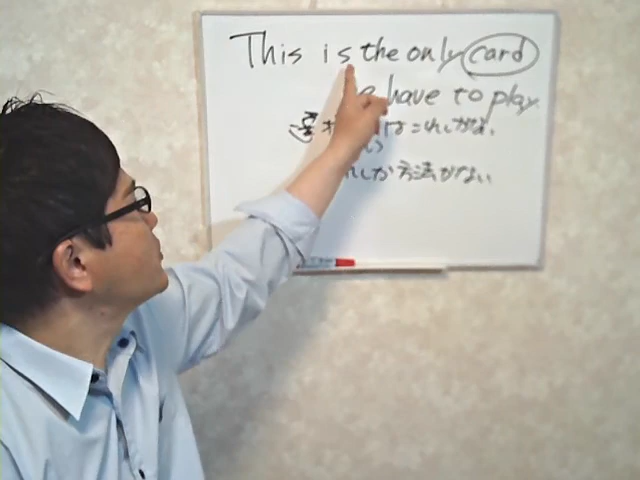 This is the only card
have to play.
はこれしかな
い
しか方法がない